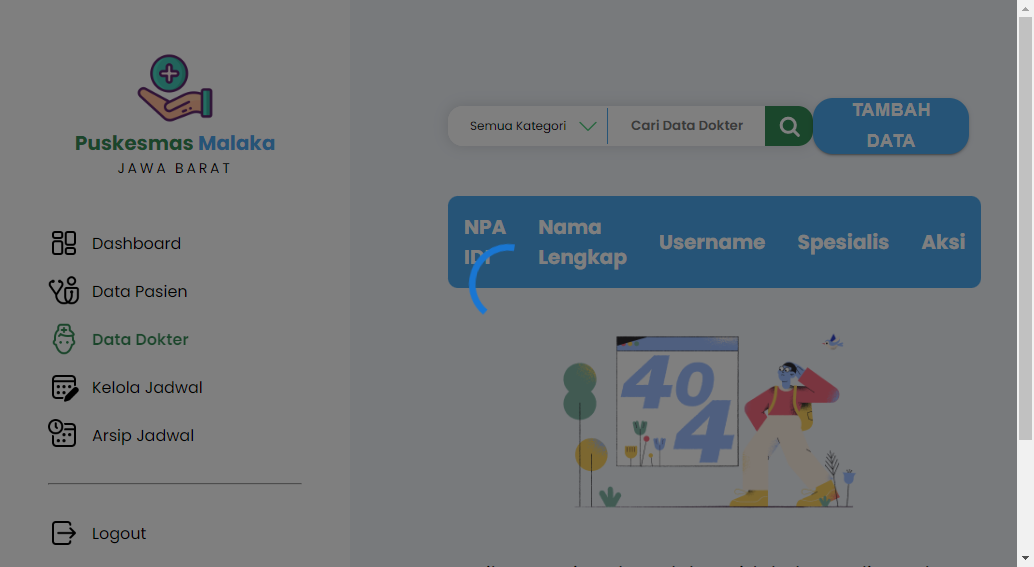 Puskesmas Malaka
JAWA BARAT
Dashboard
Data Pasien
Data Dokter
Kelola Jadwal
Arsip Jadwal
Logout
Semua Kategori
Cari Data Dokter
TAMBAH
DATA
NPA
IDI
Nama
Lengkap
Username
Spesialis
Aksi
404